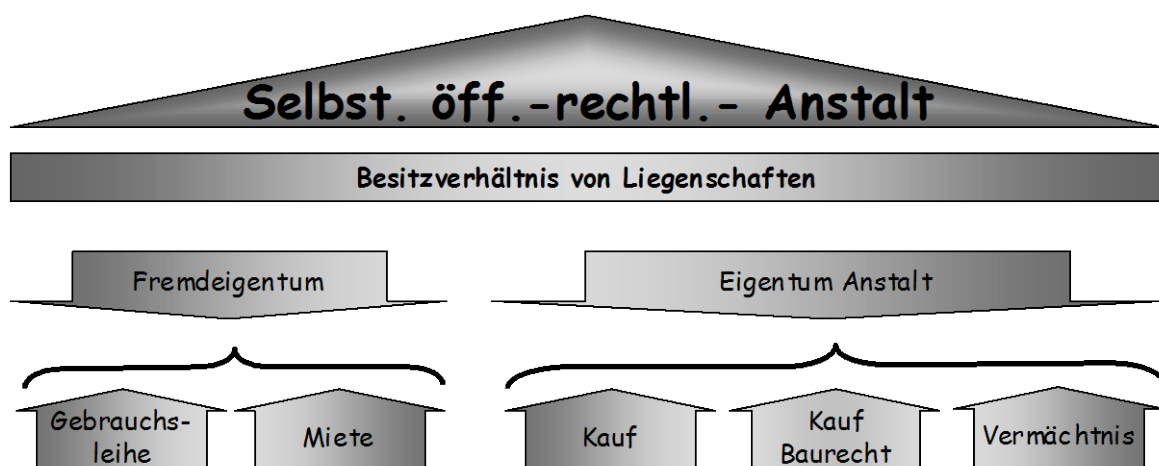 Selbst. öff.-rechtl.- Anstalt
Besitzverhältnis von Liegenschaften
Fremdeigentum
Eigentum Anstalt
Gebrauchs-
leihe
Miete
Kauf
Kauf
Baurecht
Vermächtnis